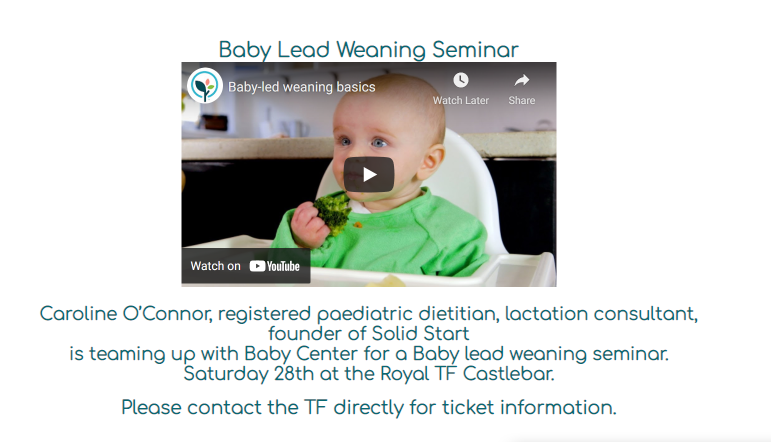 Baby Lead Weaning Seminar
Baby-led weaning basics
Watch Later
Share
Watch on YouTube
Caroline O'Connor, registered paediatric dietitian, lactation consultant,
founder of Solid Start
is teaming up with Baby Center for a Baby lead weaning seminar.
Saturday 28th at the Royal TF Castlebar.
Please contact the TF directly for ticket information.